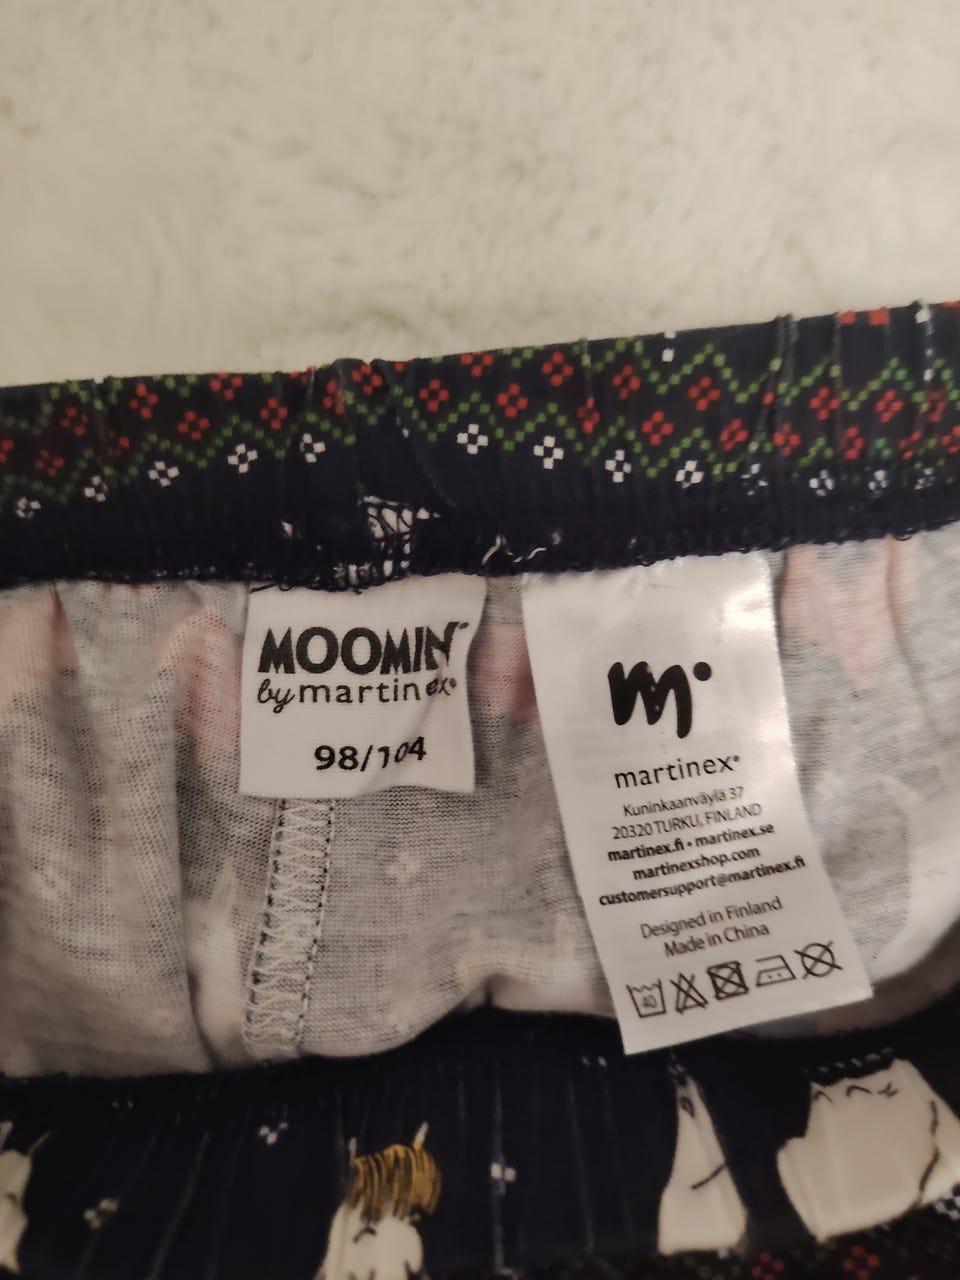 MOOMIN™
by martinex®
98/104
m
martinex®
Kuninkaanväylä 37
20320 TURKU, FINLAND
martinex.fi • martinex.se
martinexshop.com
customersupport@martinex.fi
Designed in Finland
Made in China
40